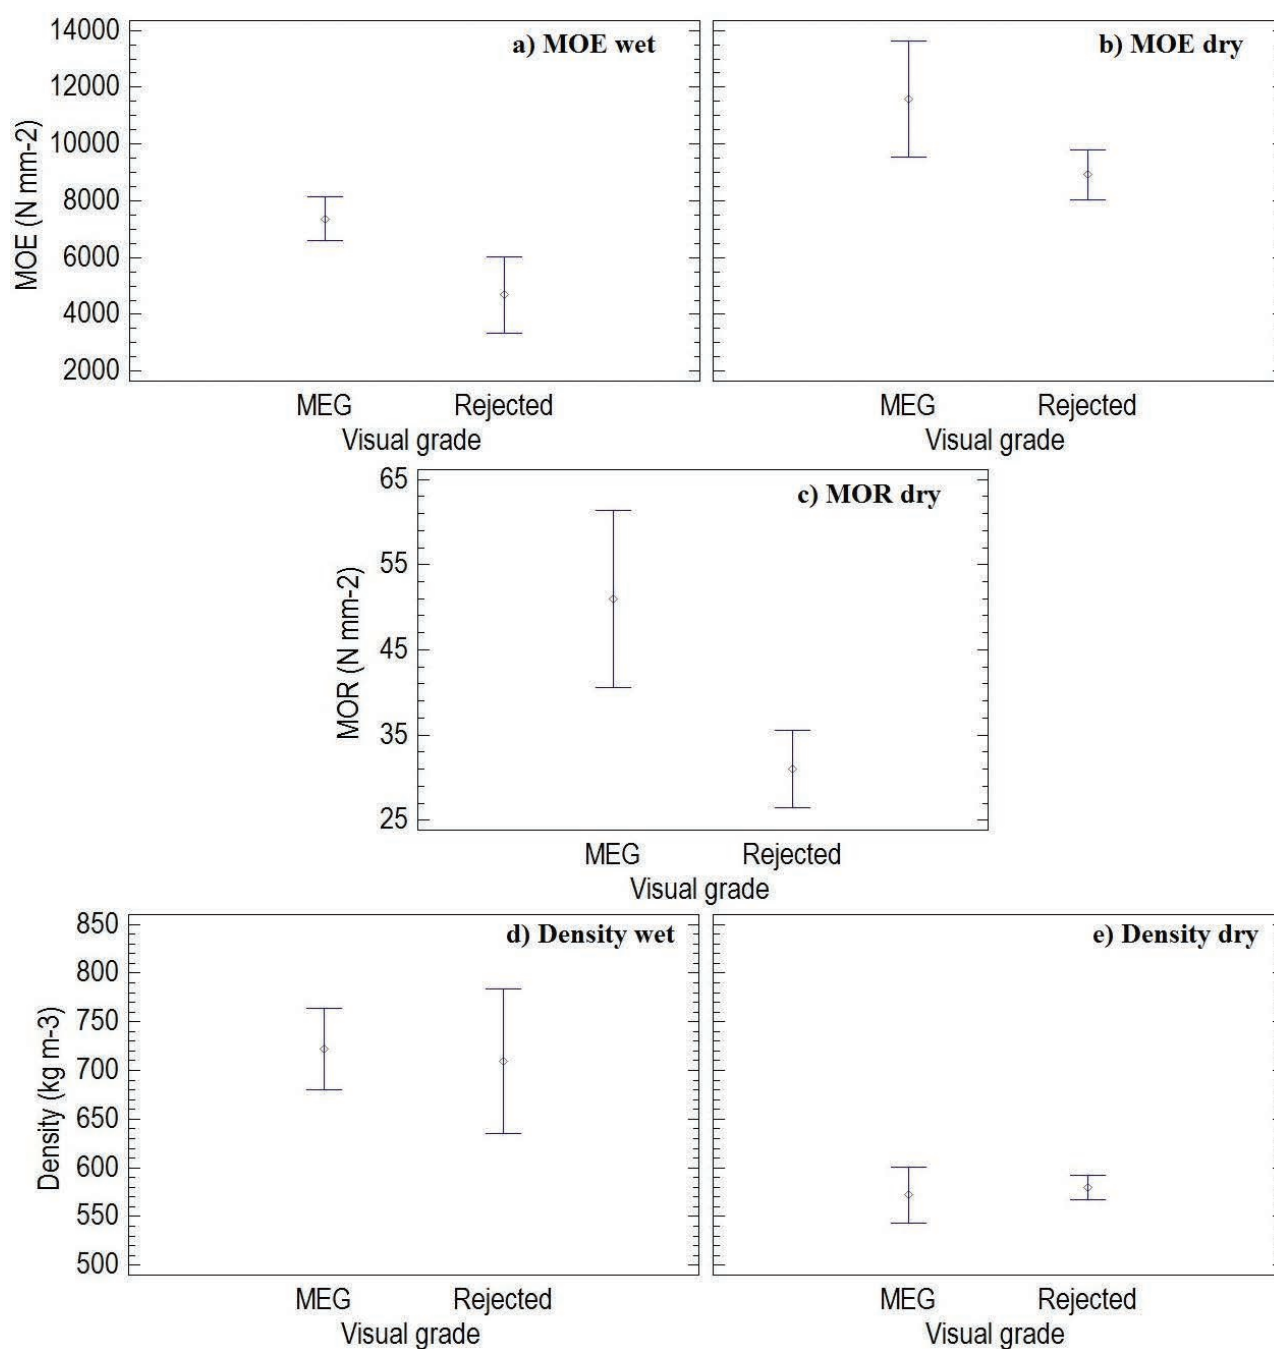 a) MOE wet
b) MOE dry
MOE (N mm-2)
14000
12000
10000
8000
6000
4000
2000
MEG Rejected
Visual grade
MEG Rejected
Visual grade
c) MOR dry
MOR (N mm-2)
65
55
45
35
25
MEG Rejected
Visual grade
d) Density wet
e) Density dry
Density (kg m-3)
850
800
750
700
650
600
550
500
MEG Rejected
Visual grade
MEG Rejected
Visual grade